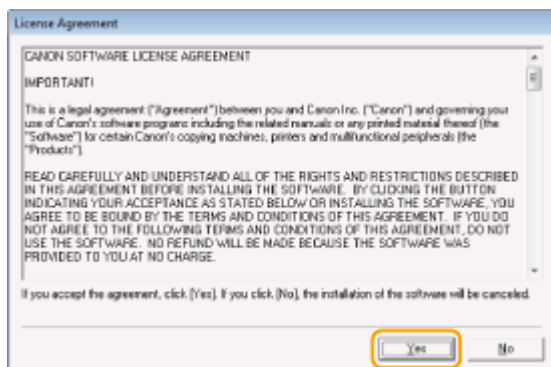 License Agreement
CANON SOFTWARE LICENSE AGREEMENT
IMPORTANT!
This is a legal agreement ("Agreement") between you and Canon Inc. ("Canon") and governing your
use of Canon's software programs including the related manuals or any printed material thereof (the
"Software") for certain Canon's copying machines, printers and multifunctional peripherals (the
"Products").
READ CAREFULLY AND UNDERSTAND ALL OF THE RIGHTS AND RESTRICTIONS DESCRIBED
IN THIS AGREEMENT BEFORE INSTALLING THE SOFTWARE. BY CLICKING THE BUTTON
INDICATING YOUR ACCEPTANCE AS STATED BELOW OR INSTALLING THE SOFTWARE, YOU
AGREE TO BE BOUND BY THE TERMS AND CONDITIONS OF THIS AGREEMENT. IF YOU DO
NOT AGREE TO THE FOLLOWING TERMS AND CONDITIONS OF THIS AGREEMENT, DO NOT
USE THE SOFTWARE. NO REFUND WILL BE MADE BECAUSE THE SOFTWARE WAS
PROVIDED TO YOU AT NO CHARGE.
If you accept the agreement, click [Yes]. If you click [No], the installation of the software will be canceled.
Yes
No